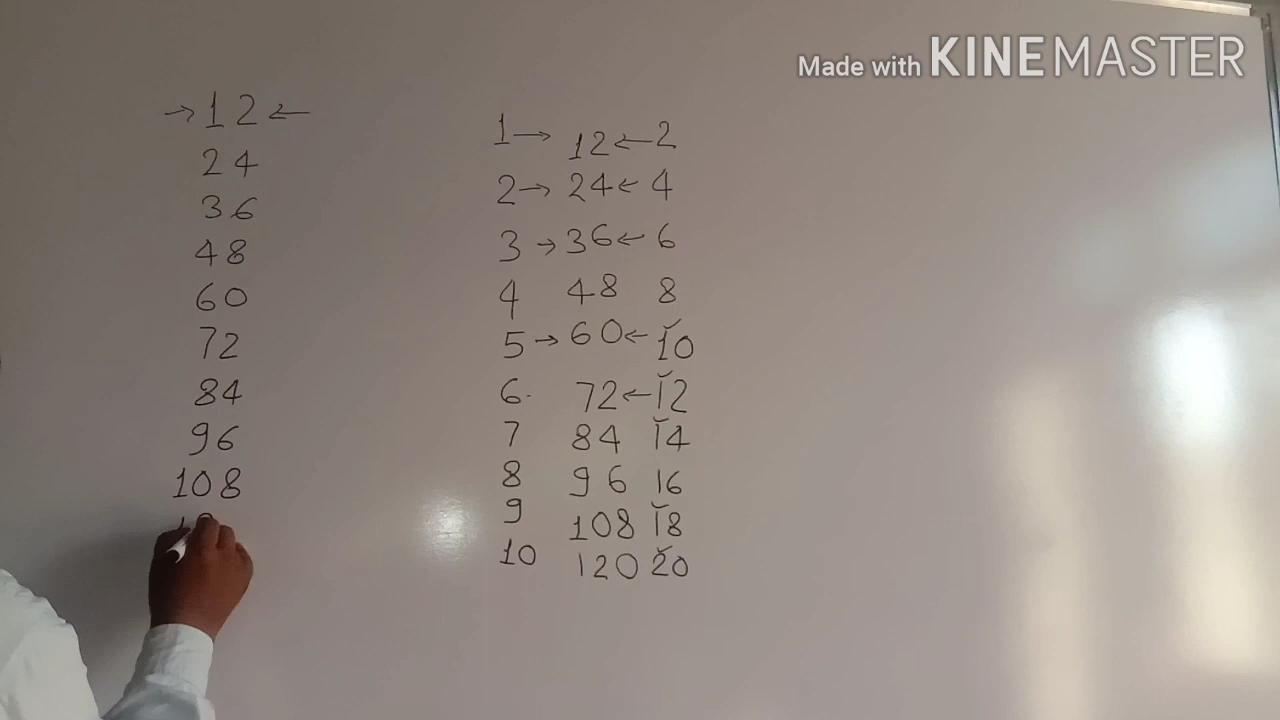 Made with KINEMASTER
→ 12 ←
24
36
48
60
72
84
96
108
1 → 12 ← 2
2 → 24 ← 4
3 → 36 ← 6
4 48 8
5 → 60 ← 10
6. 72 ← 12
7 84 14
8 96 16
9 108 18
10 120 20